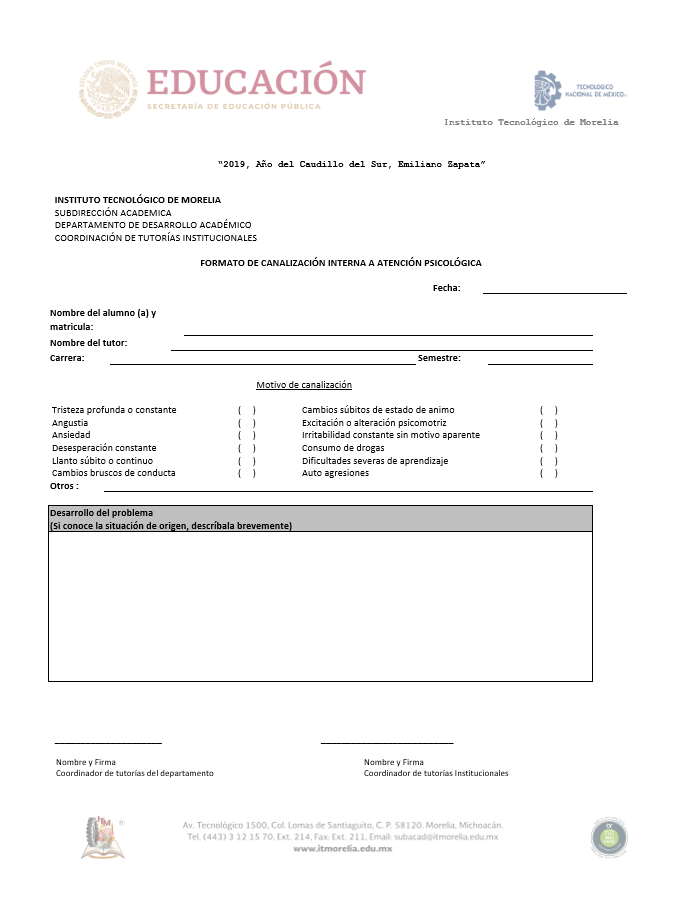 EDUCACIÓN
SECRETARÍA DE EDUCACIÓN PÚBLICA
TECNOLÓGICO
NACIONAL DE MÉXICO
Instituto Tecnológico de Morelia
“2019, Año del Caudillo del Sur, Emiliano Zapata”
INSTITUTO TECNOLÓGICO DE MORELIA
SUBDIRECCIÓN ACADEMICA
DEPARTAMENTO DE DESARROLLO ACADÉMICO
COORDINACIÓN DE TUTORÍAS INSTITUCIONALES
FORMATO DE CANALIZACIÓN INTERNA A ATENCIÓN PSICOLÓGICA
Fecha:
Nombre del alumno (a) y
matricula:
Nombre del tutor:
Carrera: Semestre:
Motivo de canalización
Tristeza profunda o constante ( ) Cambios súbitos de estado de animo ( )
Angustia ( ) Excitación o alteración psicomotriz ( )
Ansiedad ( ) Irritabilidad constante sin motivo aparente ( )
Desesperación constante ( ) Consumo de drogas ( )
Llanto súbito o continuo ( ) Dificultades severas de aprendizaje ( )
Cambios bruscos de conducta ( ) Auto agresiones ( )
Otros :
Desarrollo del problema
(Si conoce la situación de origen, descríbala brevemente)
Nombre y Firma Nombre y Firma
Coordinador de tutorías del departamento Coordinador de tutorías Institucionales
Av. Tecnológico 1500, Col. Lomas de Santiaguito, C. P. 58120. Morelia, Michoacán.
Tel. (443) 3 12 15 70, Ext. 214, Fax: Ext. 211, Email: subacad@itmorelia.edu.mx
www.itmorelia.edu.mx